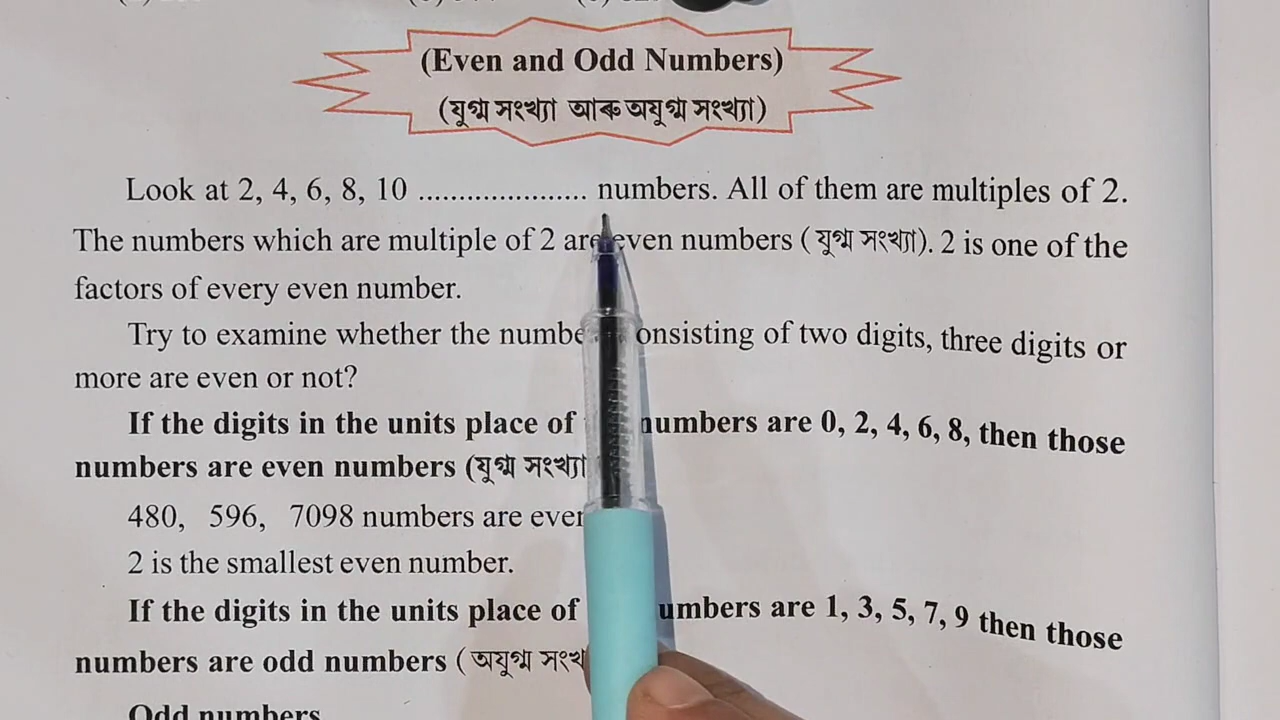 (Even and Odd Numbers)
(যুগ্ম সংখ্যা আৰু অযুগ্ম সংখ্যা)
Look at 2, 4, 6, 8, 10 ..................... numbers. All of them are multiples of 2.
The numbers which are multiple of 2 are even numbers ( যুগ্ম সংখ্যা). 2 is one of the
factors of every even number.
Try to examine whether the numbe onsisting of two digits, three digits or
more are even or not?
If the digits in the units place of numbers are 0, 2, 4, 6, 8, then those
numbers are even numbers (যুগ্ম সংখ্যা
480, 596, 7098 numbers are ever
2 is the smallest even number.
If the digits in the units place of umbers are 1, 3, 5, 7, 9 then those
numbers are odd numbers ( অযুগ্ম সংখ
Odd numbers